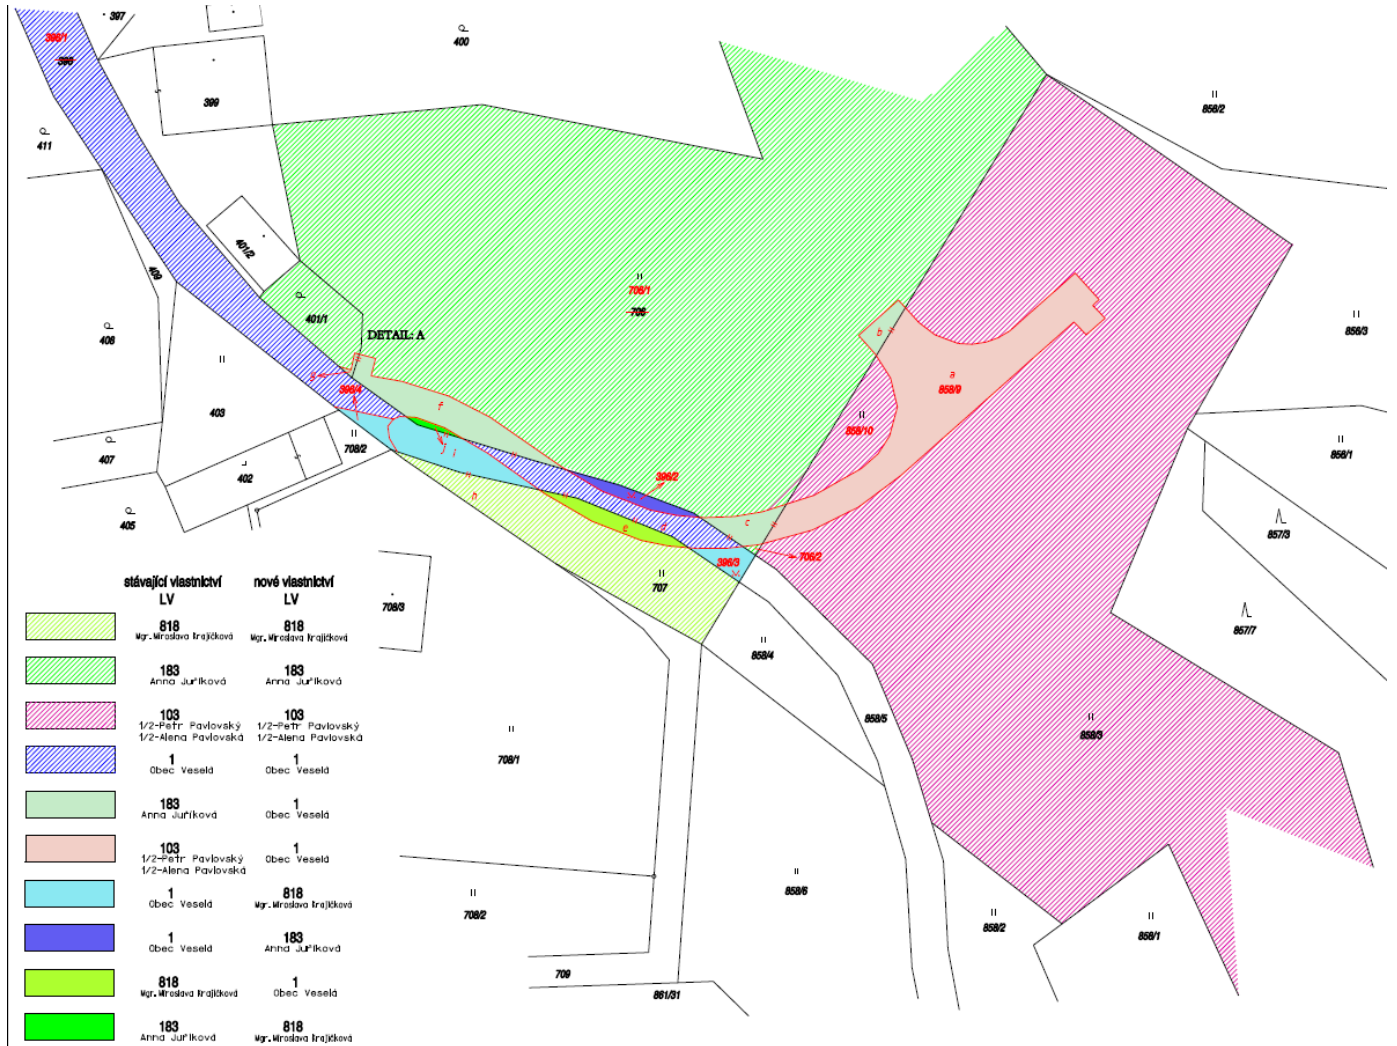 397
400
396/1
398
399
858/2
411
401/2
409
401/1
706/1
706
DETAIL: A
408
b
858/3
a
858/9
g
396/4
f
403
858/10
708/2
j
i
858/1
407
402
h
396/2
405
e
d
c
857/3
706/2
396/3
707
stávající vlastnictví
nové vlastnictví
LV
LV
708/3
857/7
818
818
Mgr. Miroslava Krajíčková
Mgr. Miroslava Krajíčková
858/4
183
183
Anna Juříková
Anna Juříková
103
103
1/2-Petr Pavlovský
1/2-Petr Pavlovský
1/2-Alena Pavlovská
1/2-Alena Pavlovská
858/5
858/3
1
1
Obec Veselá
Obec Veselá
708/1
183
1
Anna Juříková
Obec Veselá
103
1
1/2-Petr Pavlovský
Obec Veselá
1/2-Alena Pavlovská
1
818
Obec Veselá
Mgr. Miroslava Krajíčková
858/6
708/2
858/2
858/1
1
183
Obec Veselá
Anna Juříková
709
818
1
Mgr. Miroslava Krajíčková
Obec Veselá
861/31
183
818
Anna Juříková
Mgr. Miroslava Krajíčková